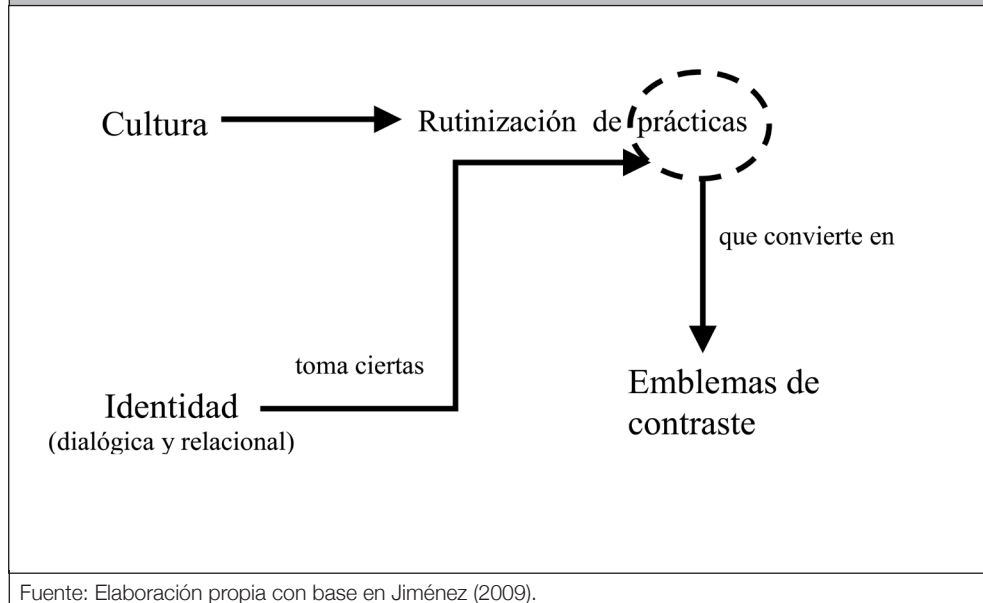 Cultura
Rutinización de prácticas
que convierte en
toma ciertas
Identidad
(dialógica y relacional)
Emblemas de
contraste
Fuente: Elaboración propia con base en Jiménez (2009).